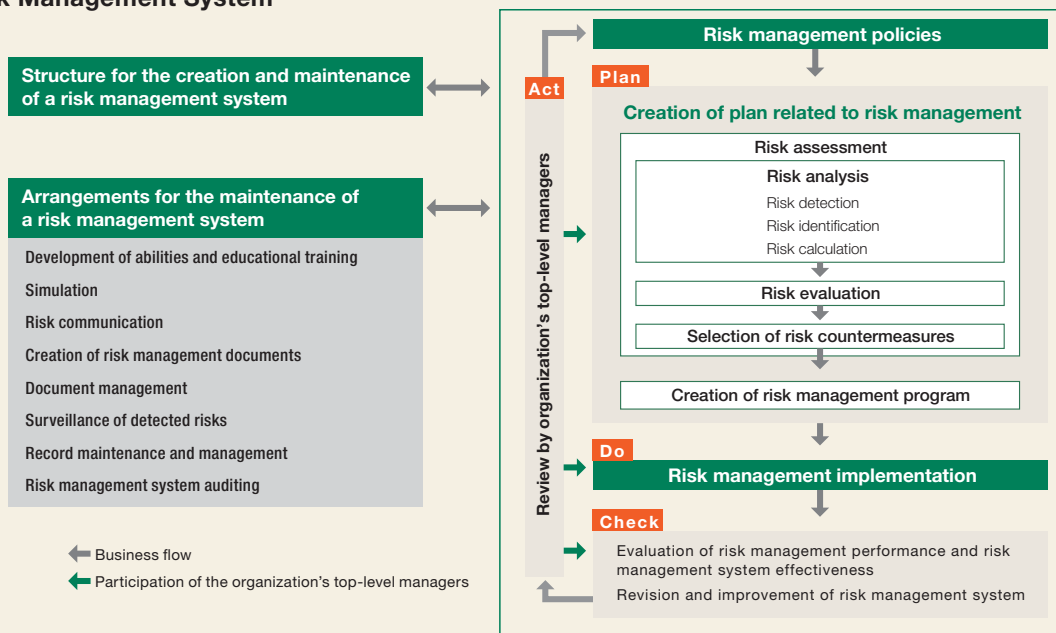 Management System
Structure for the creation and maintenance
of a risk management system
Arrangements for the maintenance of
a risk management system
Development of abilities and educational training
Simulation
Risk communication
Creation of risk management documents
Document management
Surveillance of detected risks
Record maintenance and management
Risk management system auditing
Business flow
Participation of the organization's top-level managers
Act
Review by organization's top-level managers
Risk management policies
Plan
Creation of plan related to risk management
Risk assessment
Risk analysis
Risk detection
Risk identification
Risk calculation
Risk evaluation
Selection of risk countermeasures
Creation of risk management program
Do
Risk management implementation
Check
Evaluation of risk management performance and risk
management system effectiveness
Revision and improvement of risk management system